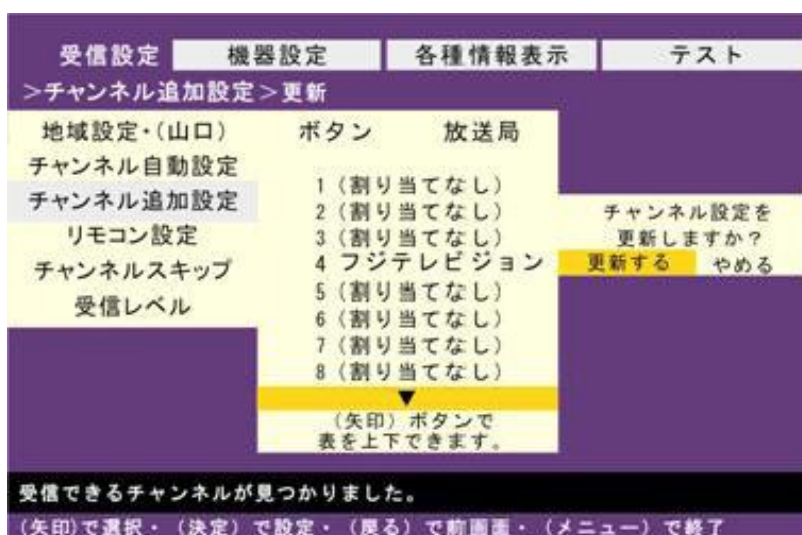 受信設定 機器設定 各種情報表示 テスト
>チャンネル追加設定>更新
地域設定・(山口)
チャンネル自動設定
チャンネル追加設定
リモコン設定
チャンネルスキップ
受信レベル
ボタン 放送局
1(割り当てなし)
2(割り当てなし)
3(割り当てなし)
4 フジテレビジョン
5(割り当てなし)
6(割り当てなし)
7(割り当てなし)
8(割り当てなし)
▼
(矢印)ボタンで
表を上下できます。
チャンネル設定を
更新しますか?
更新する やめる
受信できるチャンネルが見つかりました。
(矢印)で選択・(決定)で設定・(戻る)で前画面・(メニュー)で終了